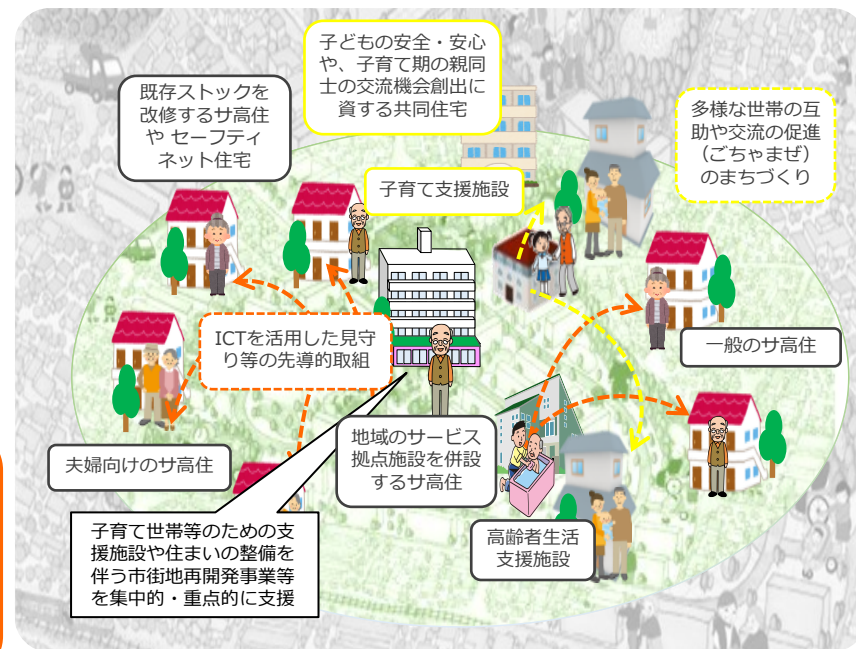 子どもの安全・安心
や、子育て期の親同
士の交流機会創出に
資する共同住宅
既存ストックを
改修するサ高住
や セーフティ
ネット住宅
多様な世帯の互
助や交流の促進
（ごちゃまぜ）
のまちづくり
子育て支援施設
ICTを活用した見守
り等の先導的取組
一般のサ高住
地域のサービス
拠点施設を併設
するサ高住
夫婦向けのサ高住
子育て世帯等のための支
援施設や住まいの整備を
伴う市街地再開発事業等
を集中的・重点的に支援
高齢者生活
支援施設